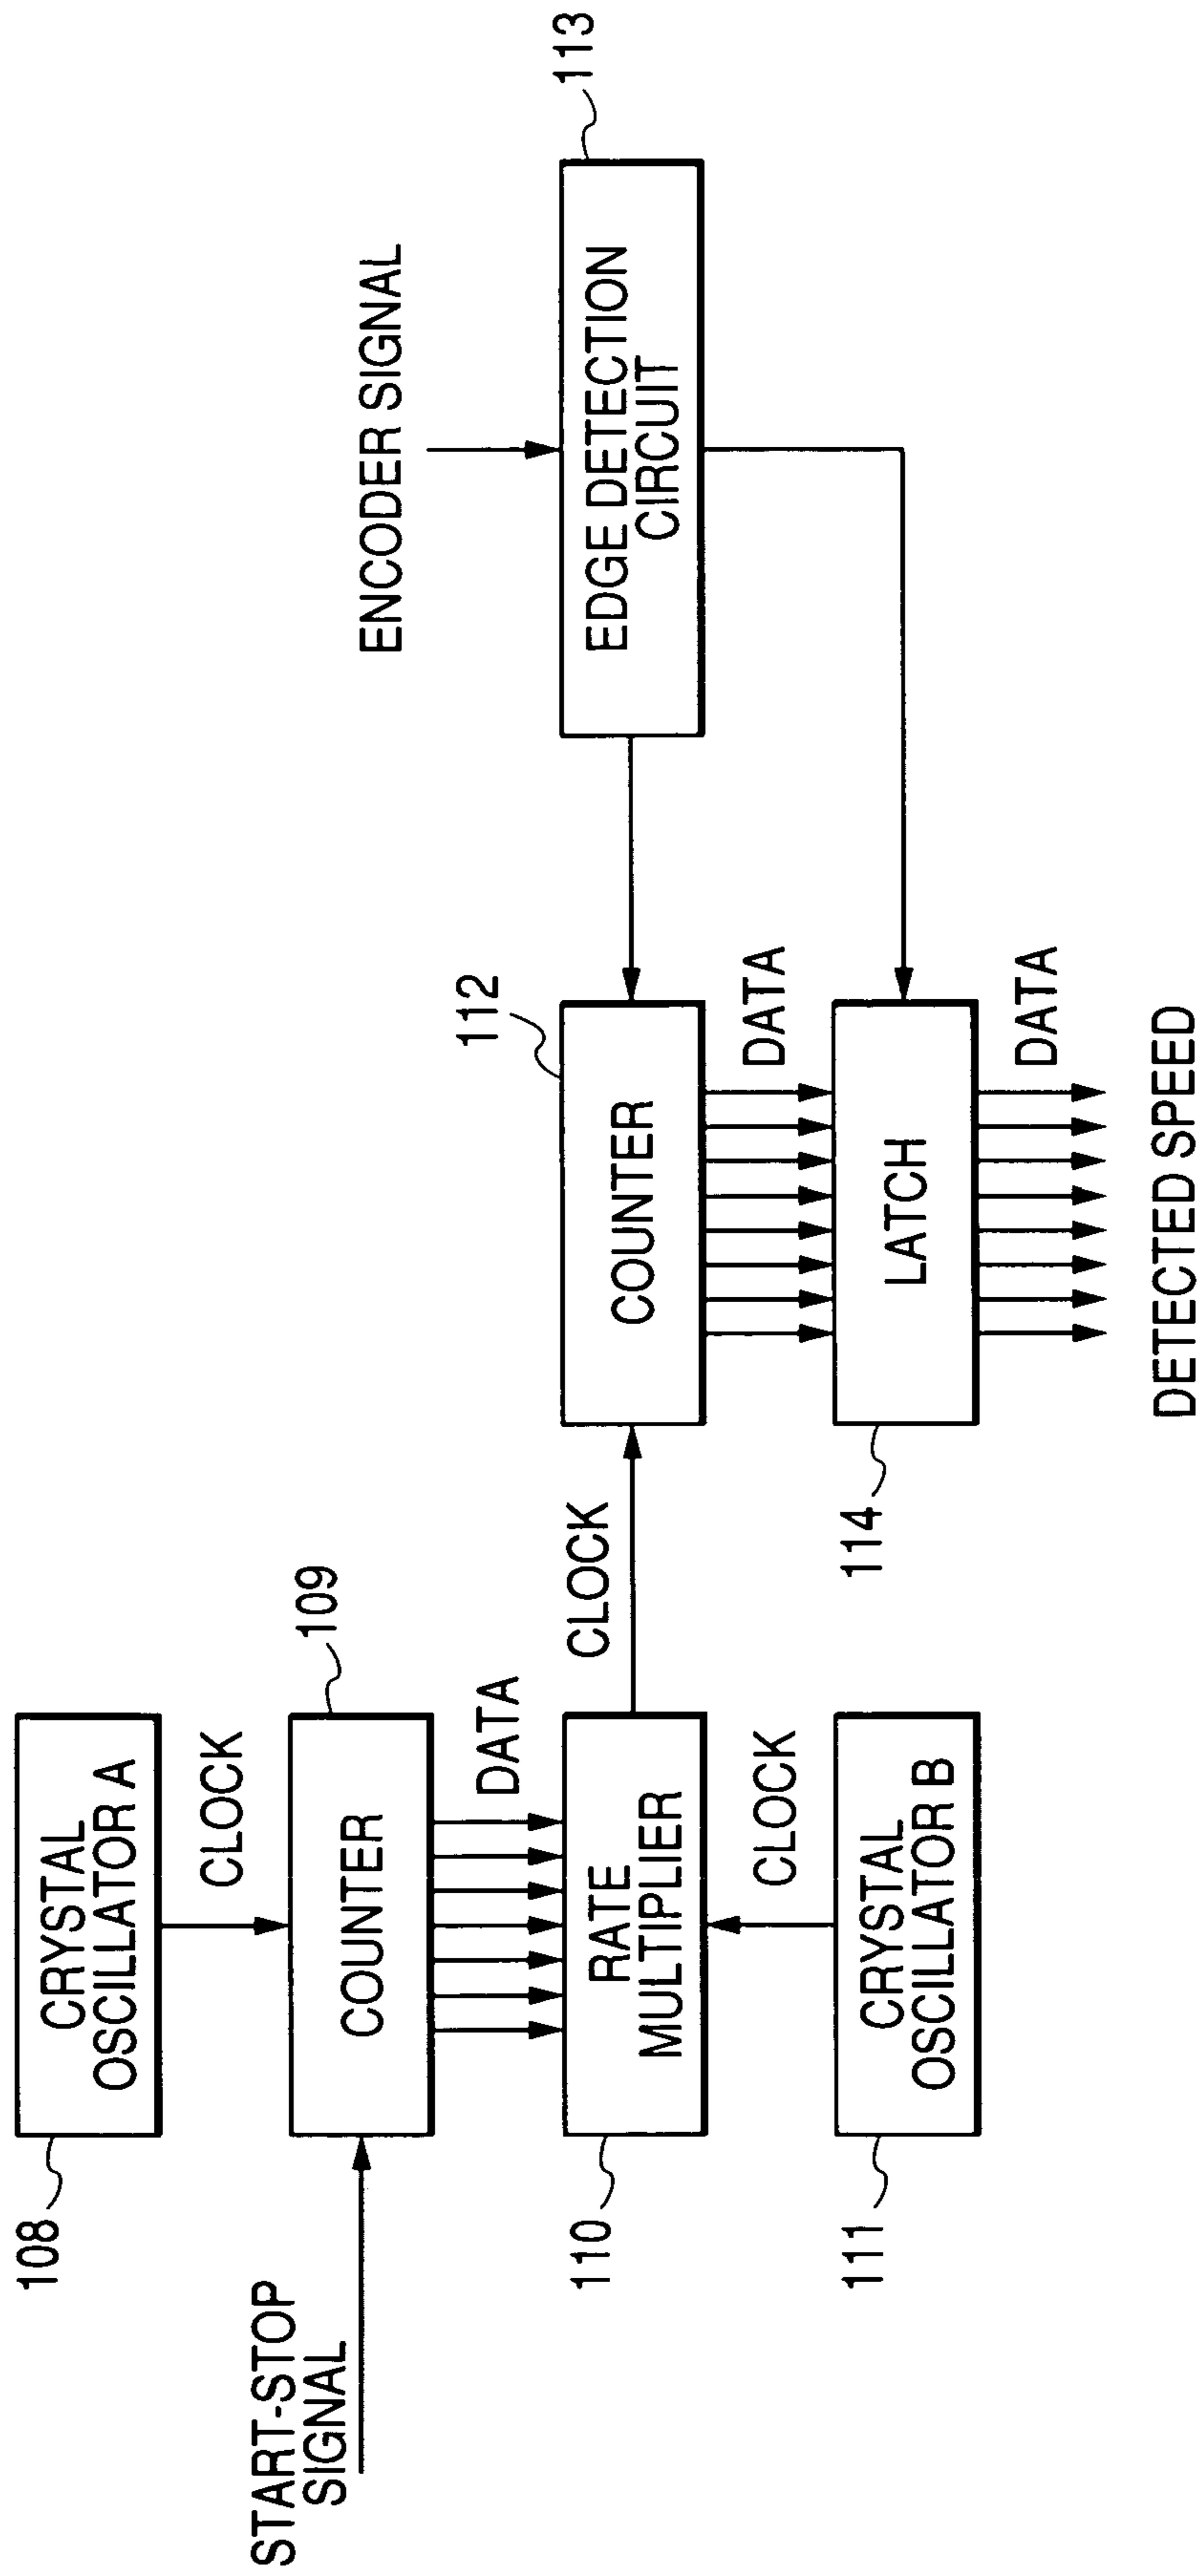 108
CRYSTAL
OSCILLATOR A
CLOCK
START-STOP
SIGNAL
COUNTER
109
DATA
110
RATE
MULTIPLIER
CLOCK
111
CRYSTAL
OSCILLATOR B
CLOCK
112
COUNTER
DATA
114
LATCH
DATA
DETECTED SPEED
ENCODER SIGNAL
EDGE DETECTION
CIRCUIT
113